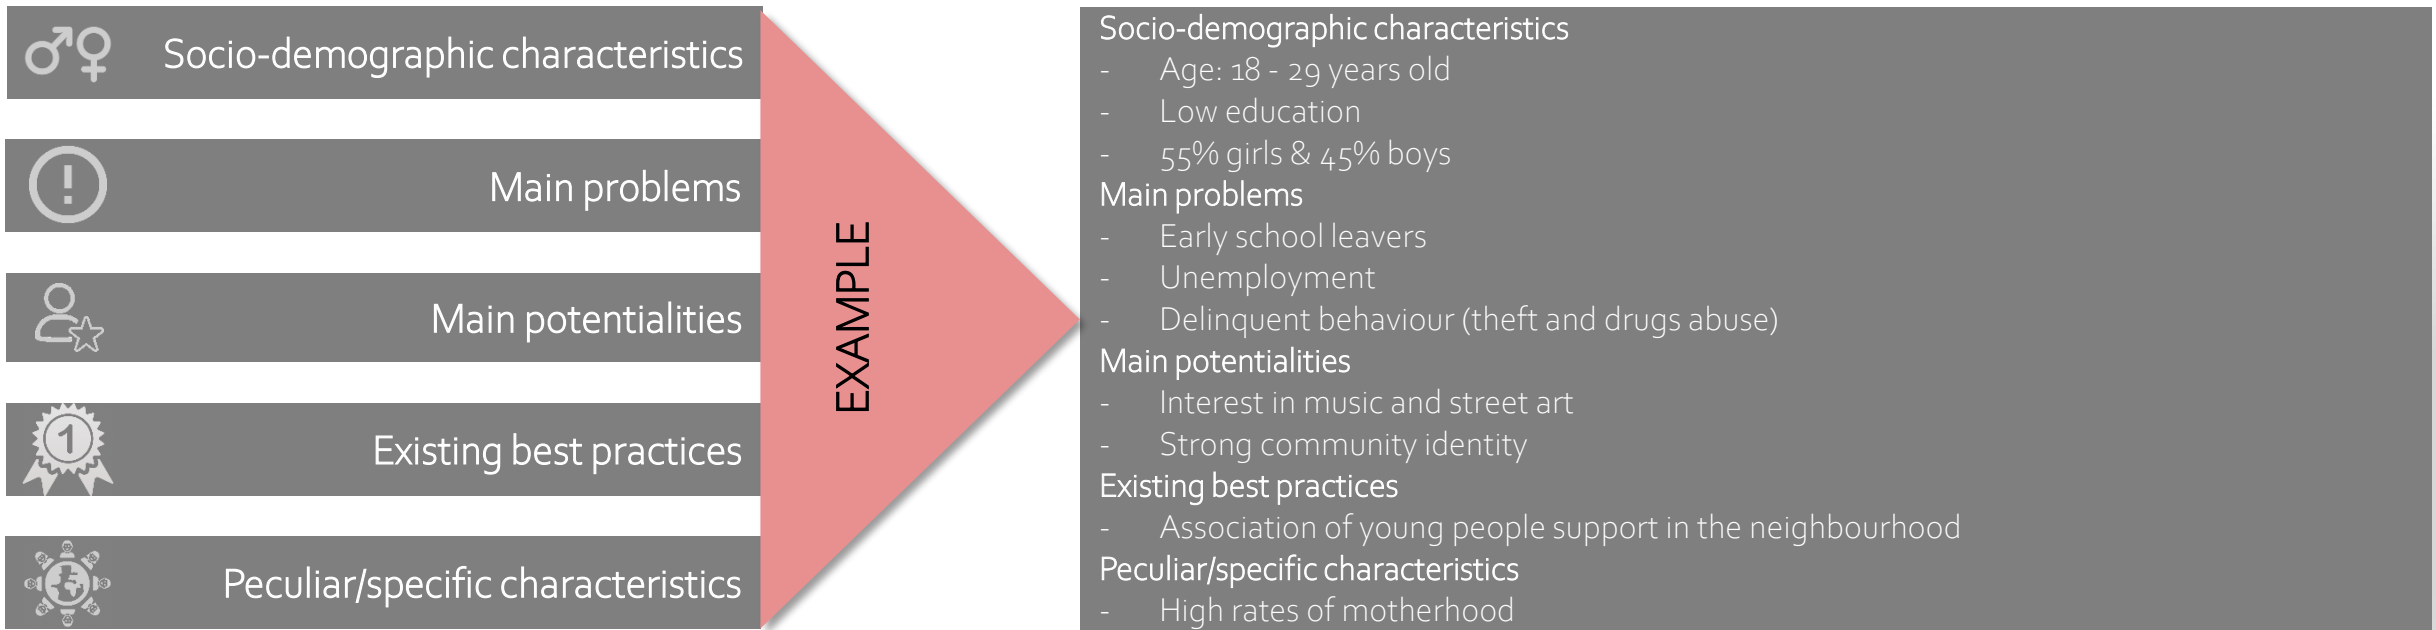 Socio-demographic characteristics
Main problems
Main potentialities
1
Existing best practices
Peculiar/specific characteristics
EXAMPLE
Socio-demographic characteristics
- Age: 18 - 29 years old
- Low education
- 55% girls & 45% boys
Main problems
- Early school leavers
- Unemployment
- Delinquent behaviour (theft and drugs abuse)
Main potentialities
- Interest in music and street art
- Strong community identity
Existing best practices
- Association of young people support in the neighbourhood
Peculiar/specific characteristics
- High rates of motherhood